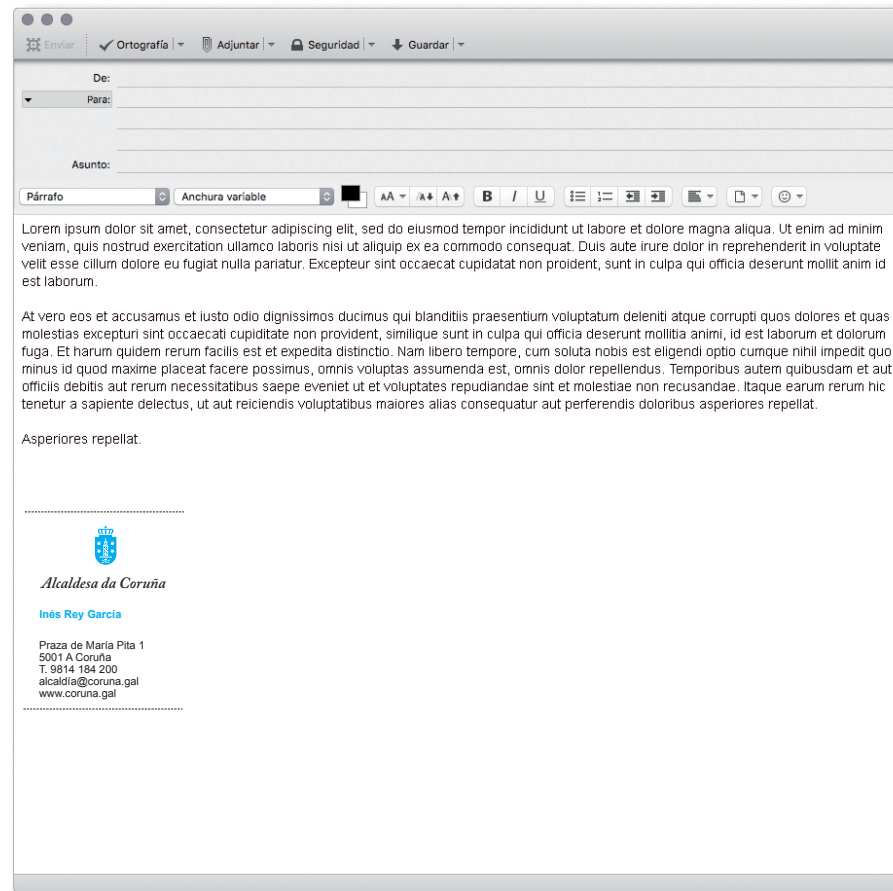 Enviar Ortografía Adjuntar Seguridad Guardar
De:
Para:
Asunto:
Párrafo Anchura variable AA A A B I U
Lorem ipsum dolor sit amet, consectetur adipiscing elit, sed do eiusmod tempor incididunt ut labore et dolore magna aliqua. Ut enim ad minim
veniam, quis nostrud exercitation ullamco laboris nisi ut aliquip ex ea commodo consequat. Duis aute irure dolor in reprehenderit in voluptate
velit esse cillum dolore eu fugiat nulla pariatur. Excepteur sint occaecat cupidatat non proident, sunt in culpa qui officia deserunt mollit anim id
est laborum.
At vero eos et accusamus et iusto odio dignissimos ducimus qui blanditiis praesentium voluptatum deleniti atque corrupti quos dolores et quas
molestias excepturi sint occaecati cupiditate non provident, similique sunt in culpa qui officia deserunt mollitia animi, id est laborum et dolorum
fuga. Et harum quidem rerum facilis est et expedita distinctio. Nam libero tempore, cum soluta nobis est eligendi optio cumque nihil impedit quo
minus id quod maxime placeat facere possimus, omnis voluptas assumenda est, omnis dolor repellendus. Temporibus autem quibusdam et aut
officiis debitis aut rerum necessitatibus saepe eveniet ut et voluptates repudiandae sint et molestiae non recusandae. Itaque earum rerum hic
tenetur a sapiente delectus, ut aut reiciendis voluptatibus maiores alias consequatur aut perferendis doloribus asperiores repellat.
Asperiores repellat.
Alcaldesa da Coruña
Inés Rey García
Praza de María Pita 1
5001 A Coruña
T. 9814 184 200
alcaldía@coruna.gal
www.coruna.gal